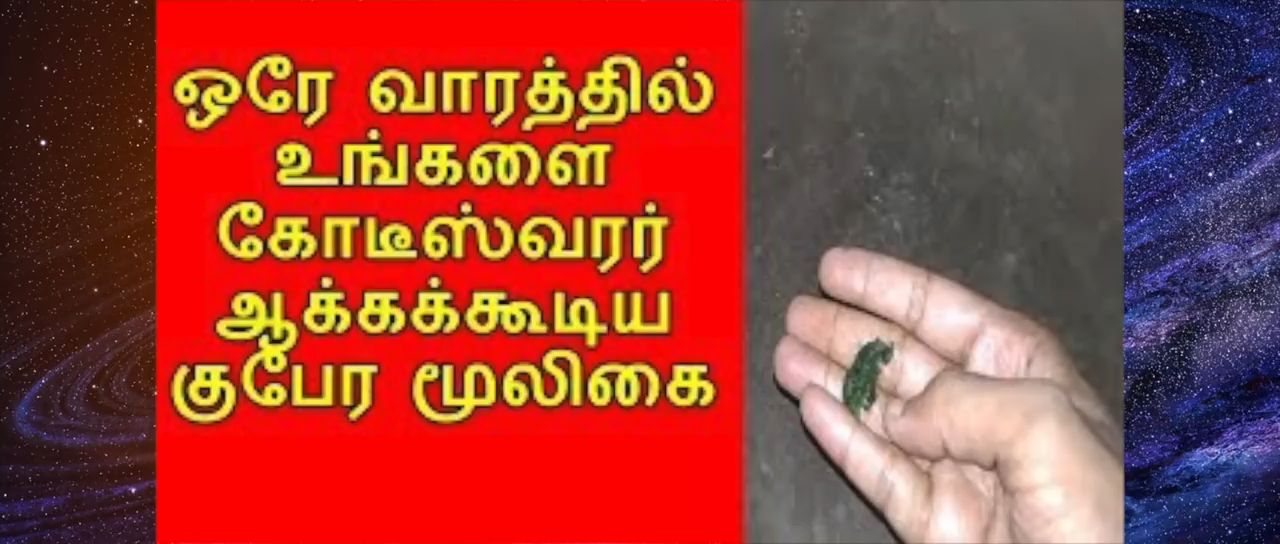 ஒரே வாரத்தில்
உங்களை
கோடீஸ்வரர்
ஆக்கக்கூடிய
குபேர மூலிகை